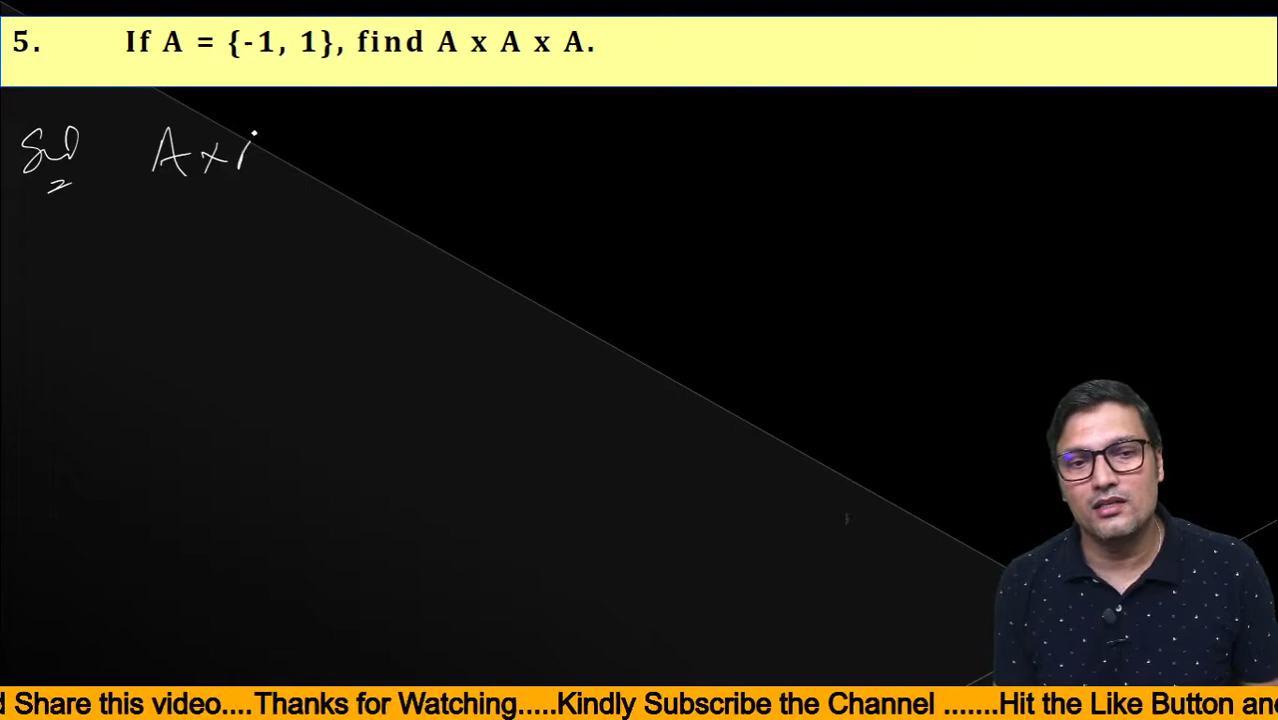 5. If A = {-1, 1}, find A x A x A.
Sol A ×
d Share this video....Thanks for Watching.....Kindly Subscribe the Channel .......Hit the Like Button and